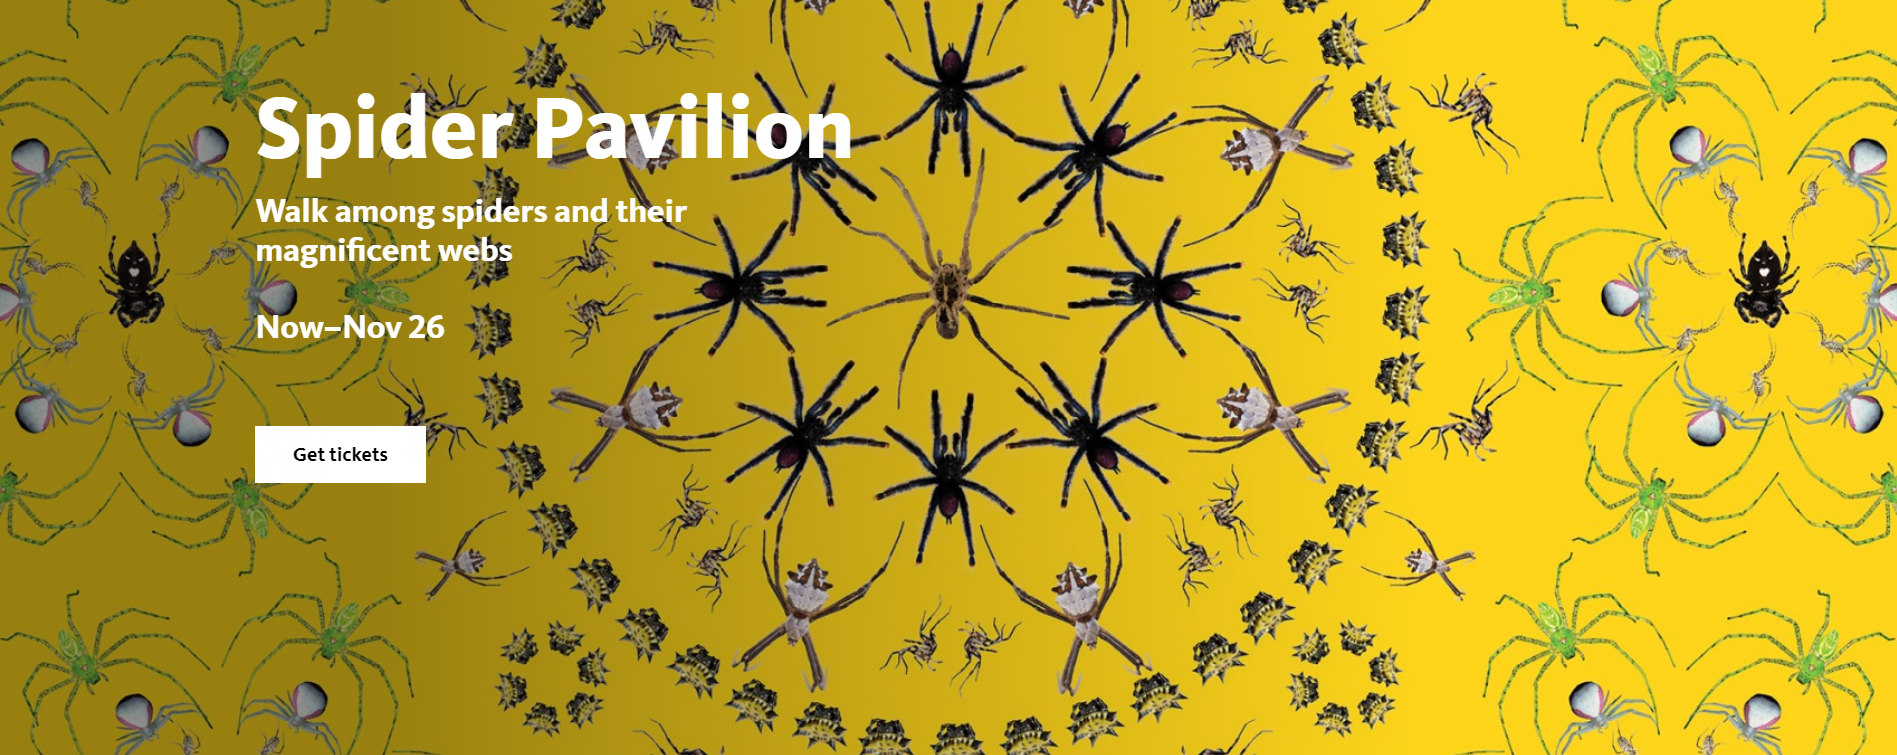 Spider Pavilion
Walk among spiders and their
magnificent webs
Now–Nov 26
Get tickets